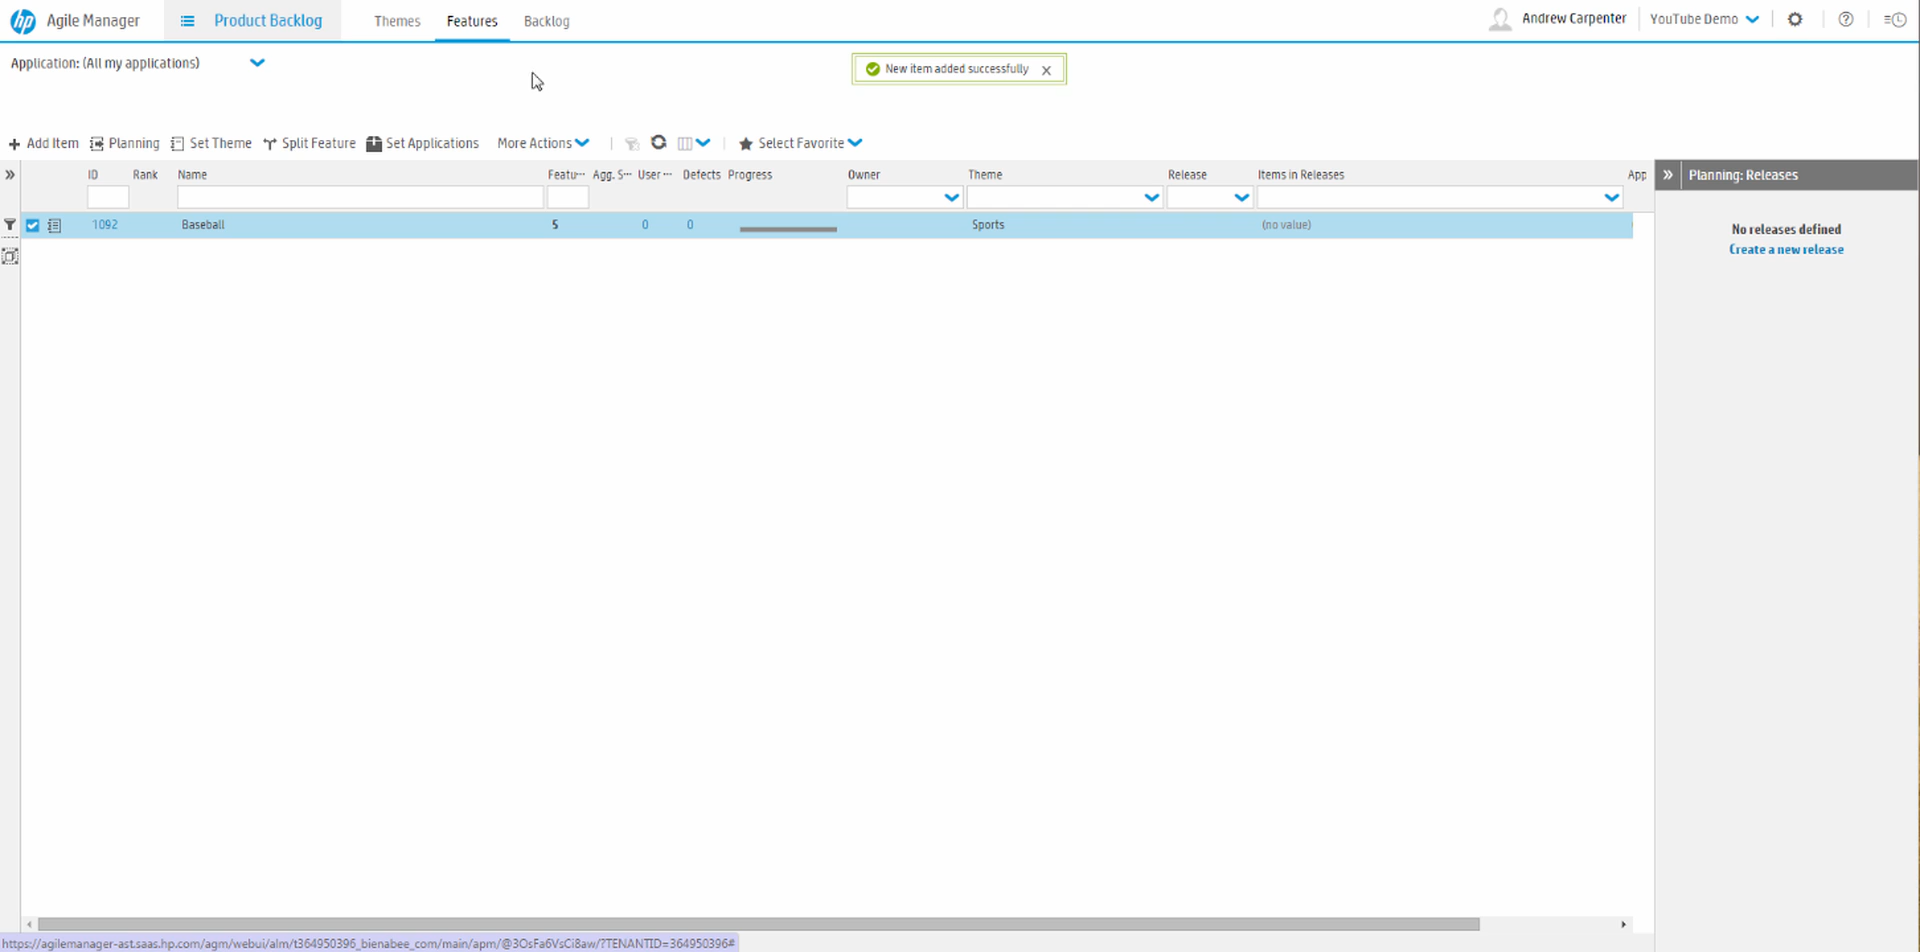 hp Agile Manager Product Backlog Themes Features Backlog Andrew Carpenter YouTube Demo
Application: (All my applications)
New item added successfully
Add Item Planning Set Theme Split Feature Set Applications More Actions Select Favorite
ID Rank Name Featu··· Agg. S··· User ··· Defects Progress Owner Theme Release Items in Releases App
Planning: Releases
1092 Baseball 5 0 0 Sports (no value)
No releases defined
Create a new release
https://agilemanager-ast.saas.hp.com/agm/webui/alm/t364950396_bienabee_com/main/apm/@3OsFa6VsCi8aw/?TENANTID=364950396#